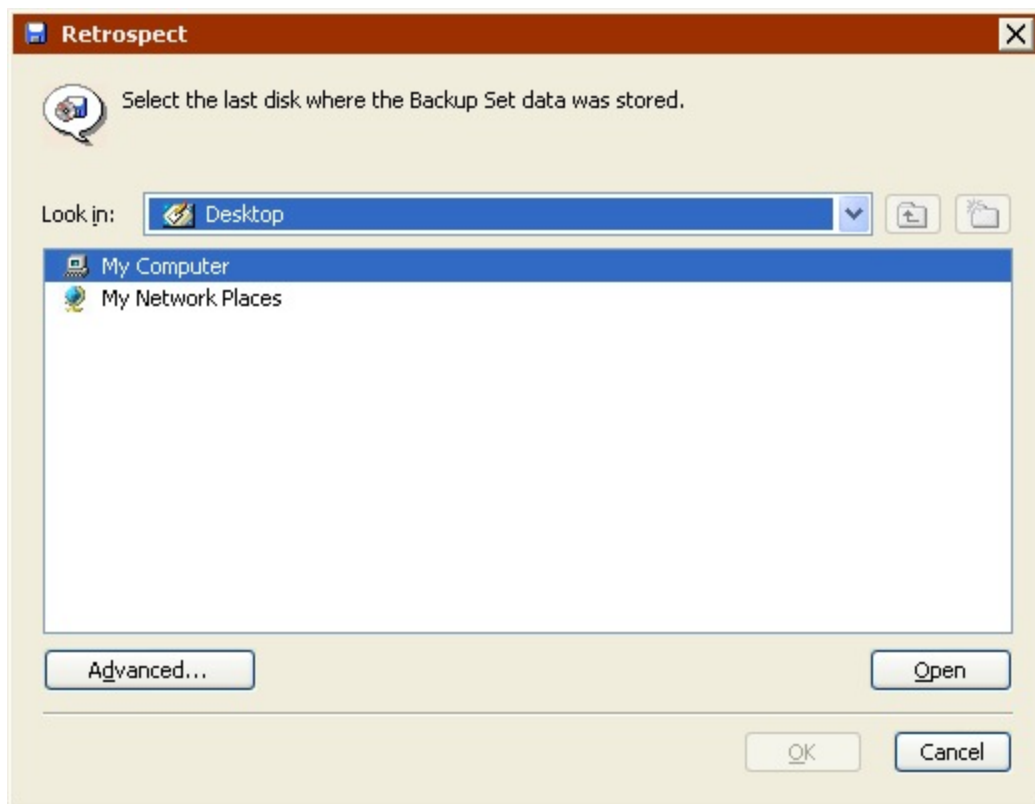 Retrospect
Select the last disk where the Backup Set data was stored.
Look in: Desktop
My Computer
My Network Places
Advanced... Open
OK Cancel